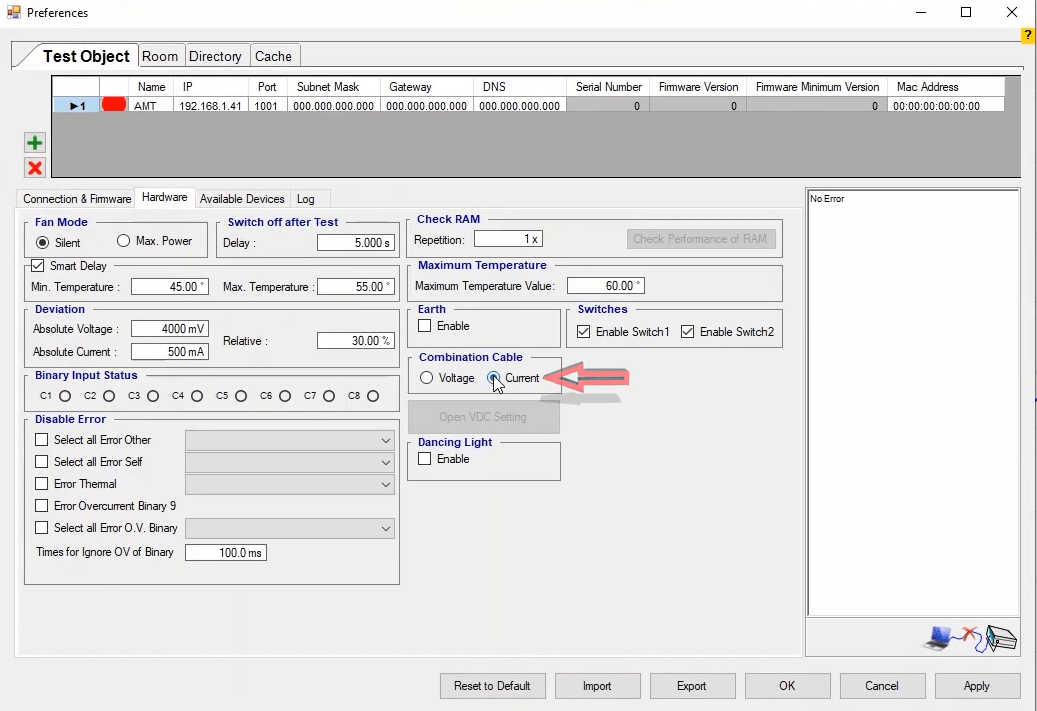 Preferences
?
Test Object Room Directory Cache
Name IP Port Subnet Mask Gateway DNS Serial Number Firmware Version Firmware Minimum Version Mac Address
1 AMT 192.168.1.41 1001 000.000.000.000 000.000.000.000 000.000.000.000 0 0 0 00:00:00:00:00:00
Connection & Firmware Hardware Available Devices Log
Fan Mode
Silent Max. Power
Switch off after Test
Delay : 5.000 s
Smart Delay
Min. Temperature : 45.00 ° Max. Temperature : 55.00 °
Deviation
Absolute Voltage : 4000 mV
Absolute Current : 500 mA
Relative : 30.00 %
Binary Input Status
C1 C2 C3 C4 C5 C6 C7 C8
Disable Error
Select all Error Other
Select all Error Self
Error Thermal
Error Overcurrent Binary 9
Select all Error O.V. Binary
Times for Ignore OV of Binary 100.0 ms
Check RAM
Repetition: 1 x Check Performance of RAM
Maximum Temperature
Maximum Temperature Value: 60.00 °
Earth
Enable
Switches
Enable Switch1 Enable Switch2
Combination Cable
Voltage Current
Open VDC Setting
Dancing Light
Enable
No Error
Reset to Default Import Export OK Cancel Apply